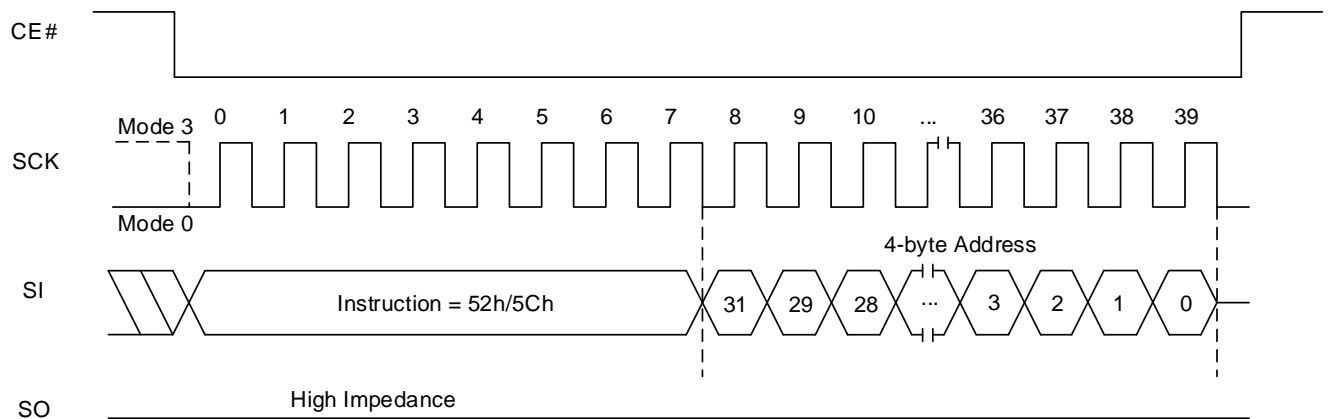 CE#
0 1 2 3 4 5 6 7 8 9 10 ... 36 37 38 39
Mode 3
SCK
Mode 0
4-byte Address
SI
Instruction = 52h/5Ch 31 29 28 ... 3 2 1 0
High Impedance
SO